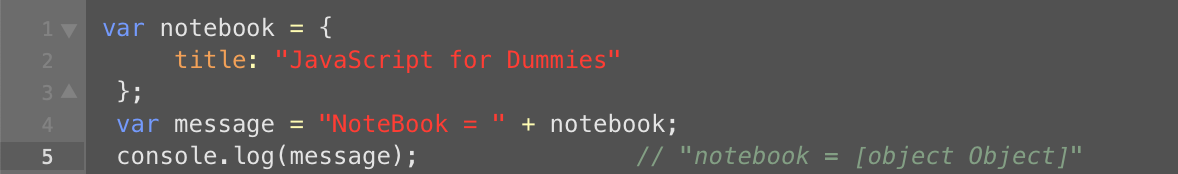 1 var notebook = {
2 title: "JavaScript for Dummies"
3 };
4 var message = "NoteBook = " + notebook;
5 console.log(message); // "notebook = [object Object]"